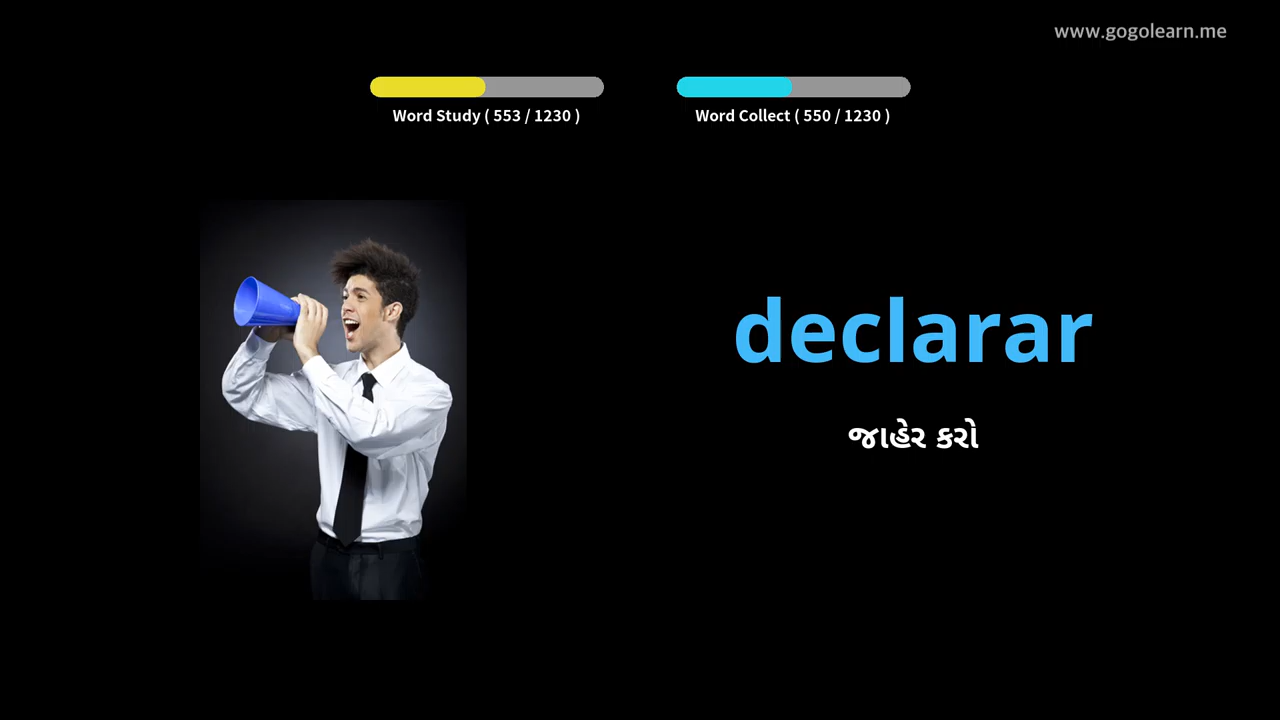 www.gogolearn.me
Word Study ( 553 / 1230 )
Word Collect ( 550 / 1230 )
declarar
જાહેર કરો